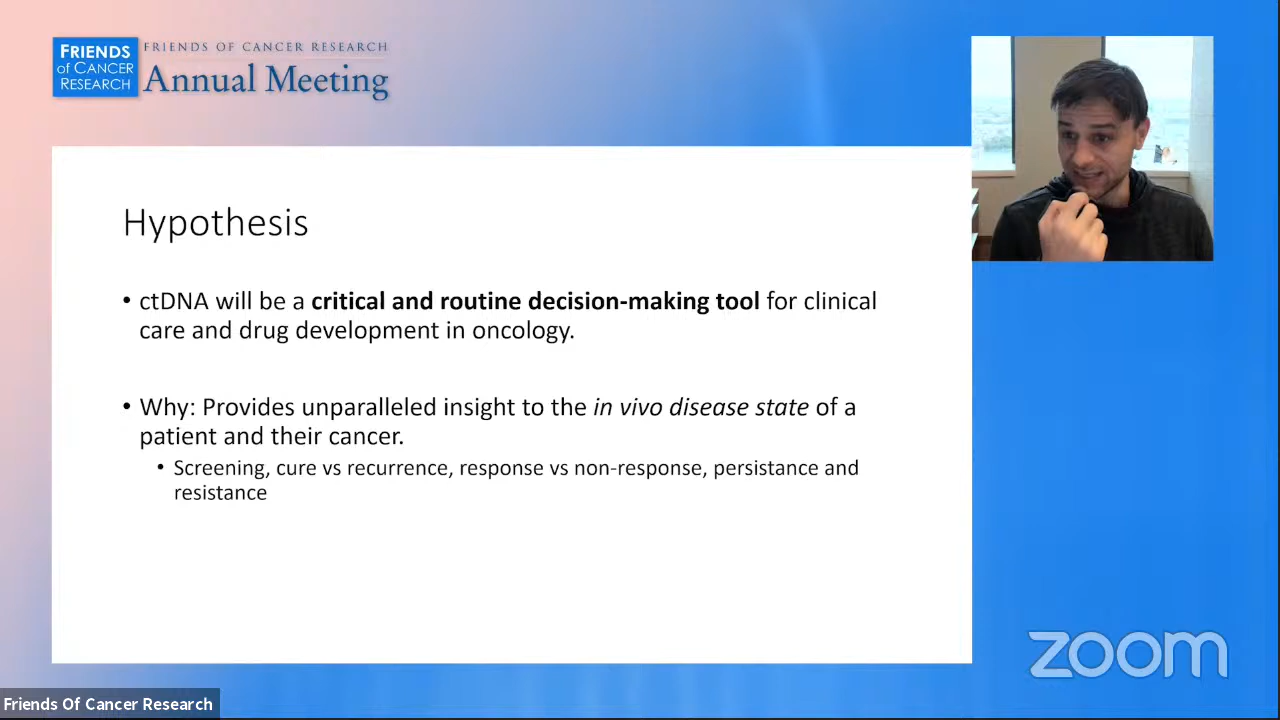 FRIENDS
of CANCER
RESEARCH
FRIENDS OF CANCER RESEARCH
Annual Meeting
Hypothesis
• ctDNA will be a critical and routine decision-making tool for clinical
care and drug development in oncology.
• Why: Provides unparalleled insight to the in vivo disease state of a
patient and their cancer.
• Screening, cure vs recurrence, response vs non-response, persistance and
resistance
zoom
Friends Of Cancer Research